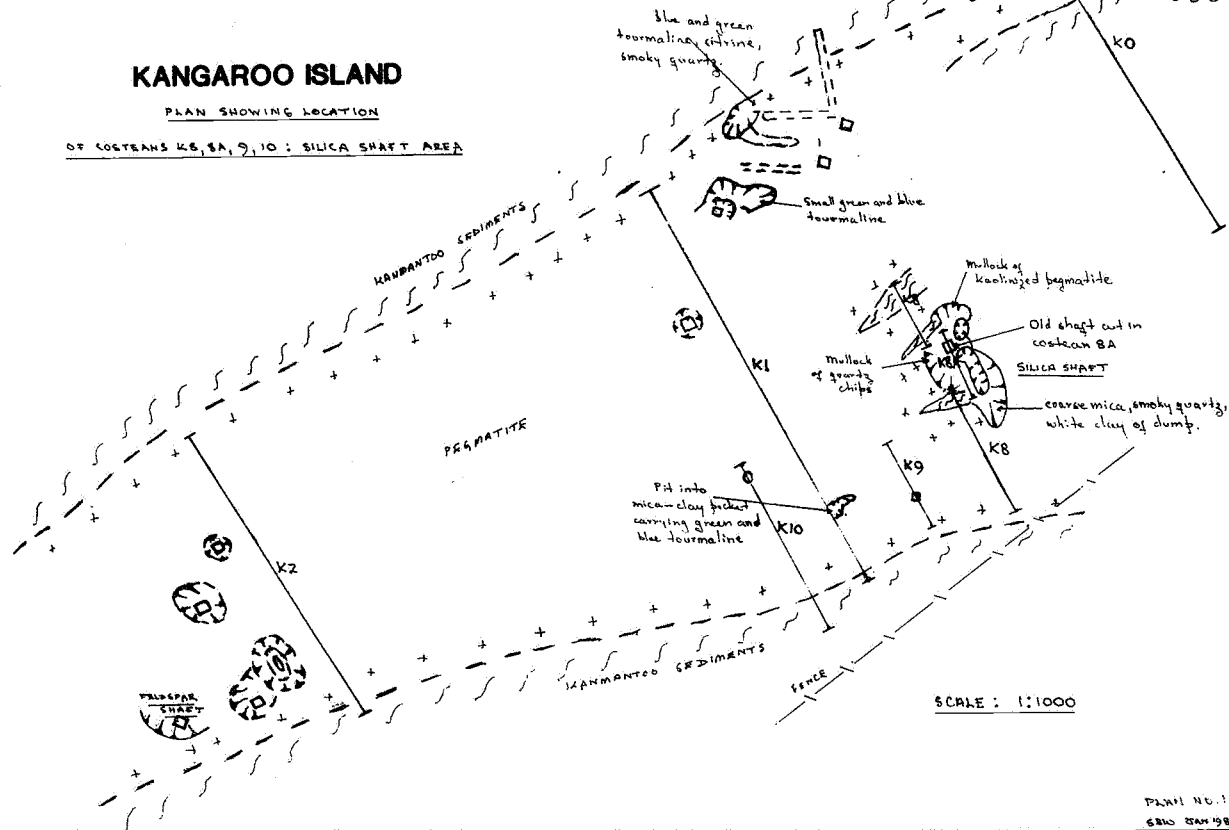 KANGAROO ISLAND
PLAN SHOWING LOCATION
OF COSTEANS K8, 8A, 9, 10 : SILICA SHAFT AREA
blue and green
tourmaline, citrine,
smoky quartz.
K0
KANMANTOO SEDIMENTS
Small green and blue
tourmaline
mullock of
kaolinized pegmatite
K8
Old shaft cut in
costean 8A
K8A
SILICA SHAFT
mullock
of quartz
chips
K1
coarse mica, smoky quartz,
white clay of dump.
PEGMATITE
K8
K9
Pit into
mica-clay pocket
carrying green and
blue tourmaline
K10
K2
KANMANTOO SEDIMENTS
FENCE
FELDSPAR
SHAFT
SCALE : 1:1000
PLAN NO. 1